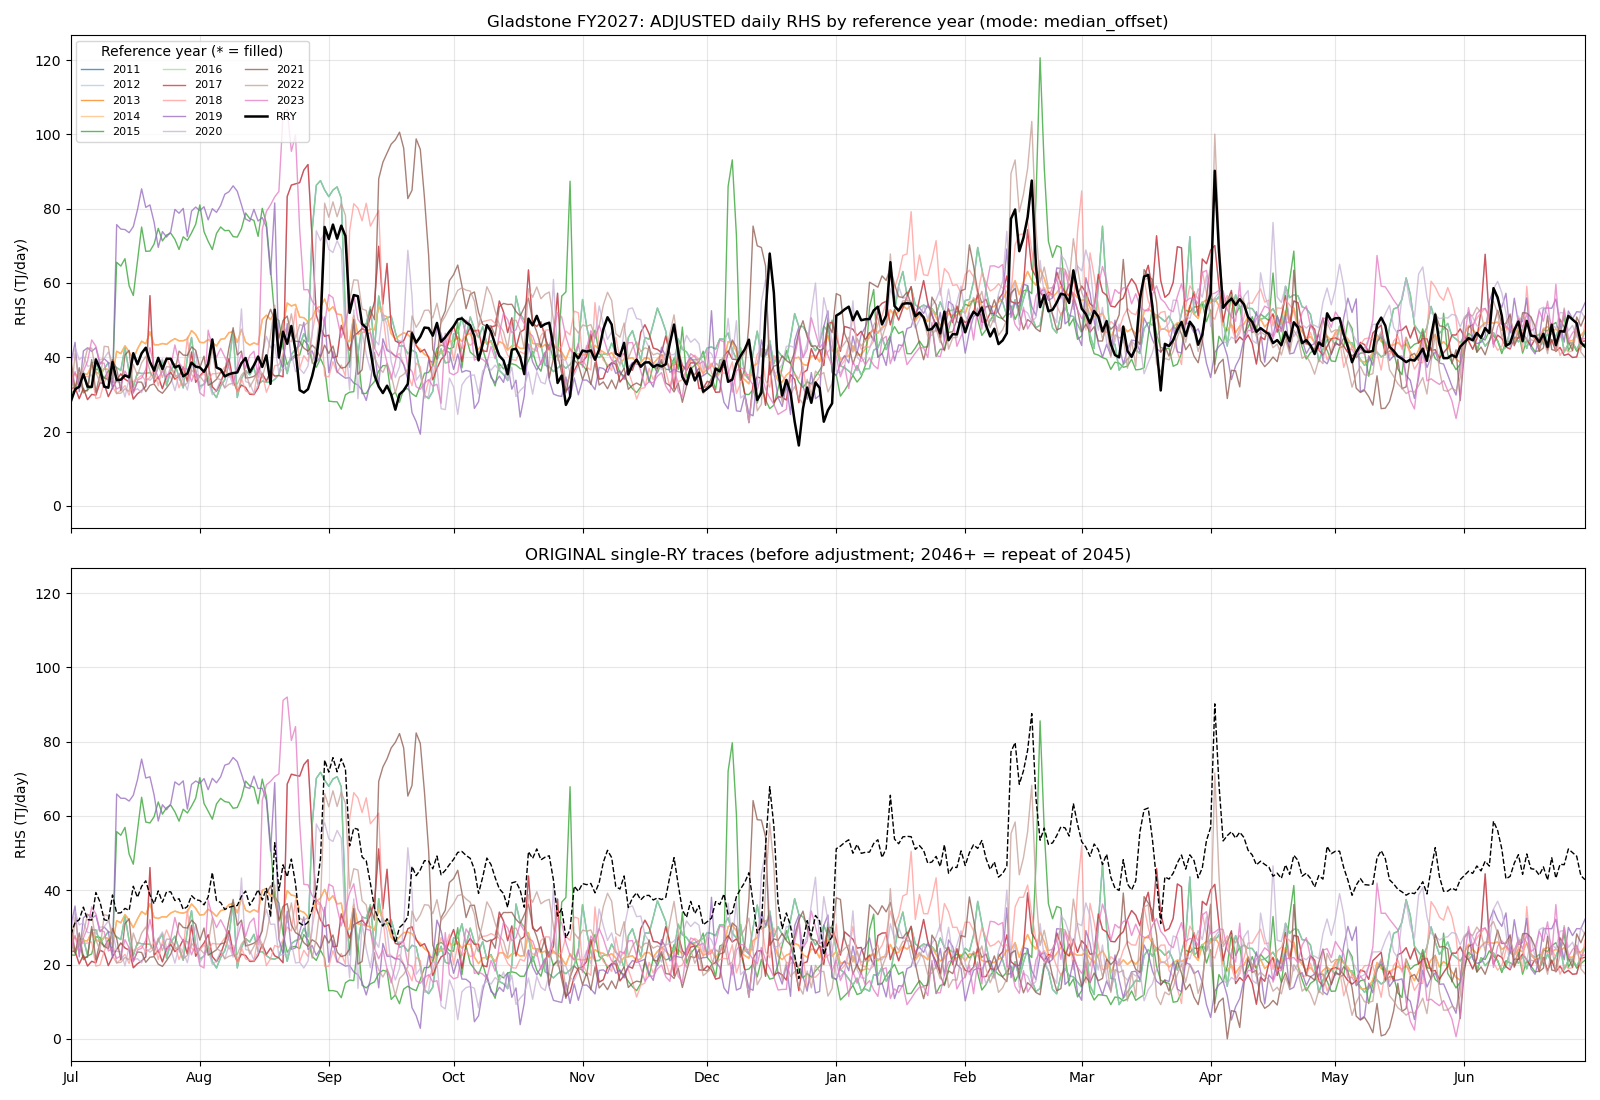 Gladstone FY2027: ADJUSTED daily RHS by reference year (mode: median_offset)
RHS (TJ/day)
120
100
80
60
40
20
0
Reference year (* = filled)
2011 2016 2021
2012 2017 2022
2013 2018 2023
2014 2019 RRY
2015 2020
ORIGINAL single-RY traces (before adjustment; 2046+ = repeat of 2045)
RHS (TJ/day)
120
100
80
60
40
20
0
Jul Aug Sep Oct Nov Dec Jan Feb Mar Apr May Jun